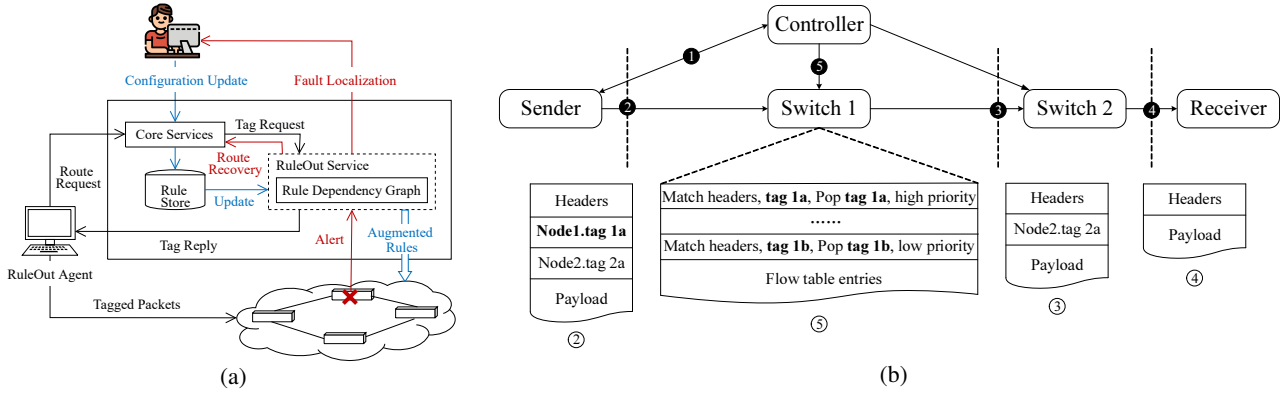 Configuration Update
Fault Localization
Core Services
Tag Request
Route
Recovery
RuleOut Service
Rule Dependency Graph
Route
Request
Rule
Store
Update
Tag Reply
Alert
Augmented
Rules
RuleOut Agent
Tagged Packets
(a)
Controller
1
5
Sender
2
Switch 1
3
Switch 2
4
Receiver
Headers
Node1.tag 1a
Node2.tag 2a
Payload
②
Match headers, tag 1a, Pop tag 1a, high priority
......
Match headers, tag 1b, Pop tag 1b, low priority
Flow table entries
⑤
Headers
Node2.tag 2a
Payload
③
Headers
Payload
④
(b)